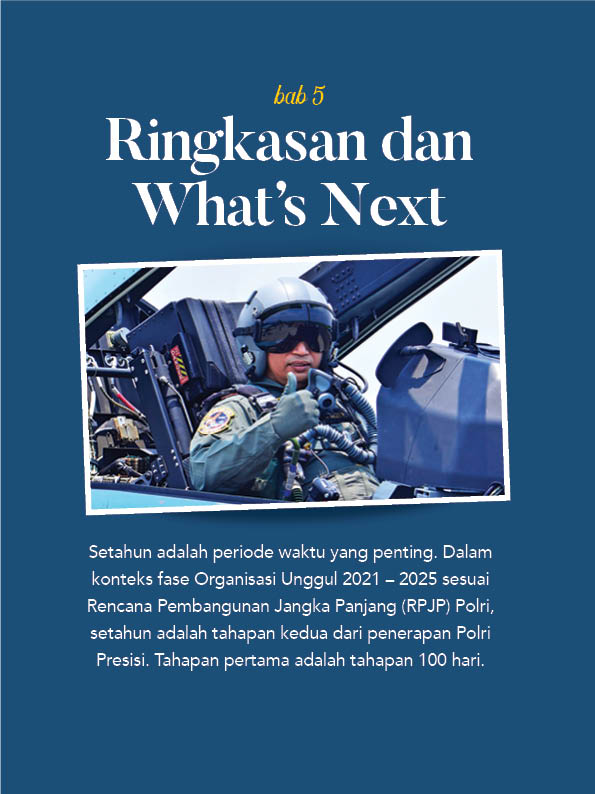 bab 5
Ringkasan dan
What's Next
Setahun adalah periode waktu yang penting. Dalam
konteks fase Organisasi Unggul 2021 – 2025 sesuai
Rencana Pembangunan Jangka Panjang (RPJP) Polri,
setahun adalah tahapan kedua dari penerapan Polri
Presisi. Tahapan pertama adalah tahapan 100 hari.